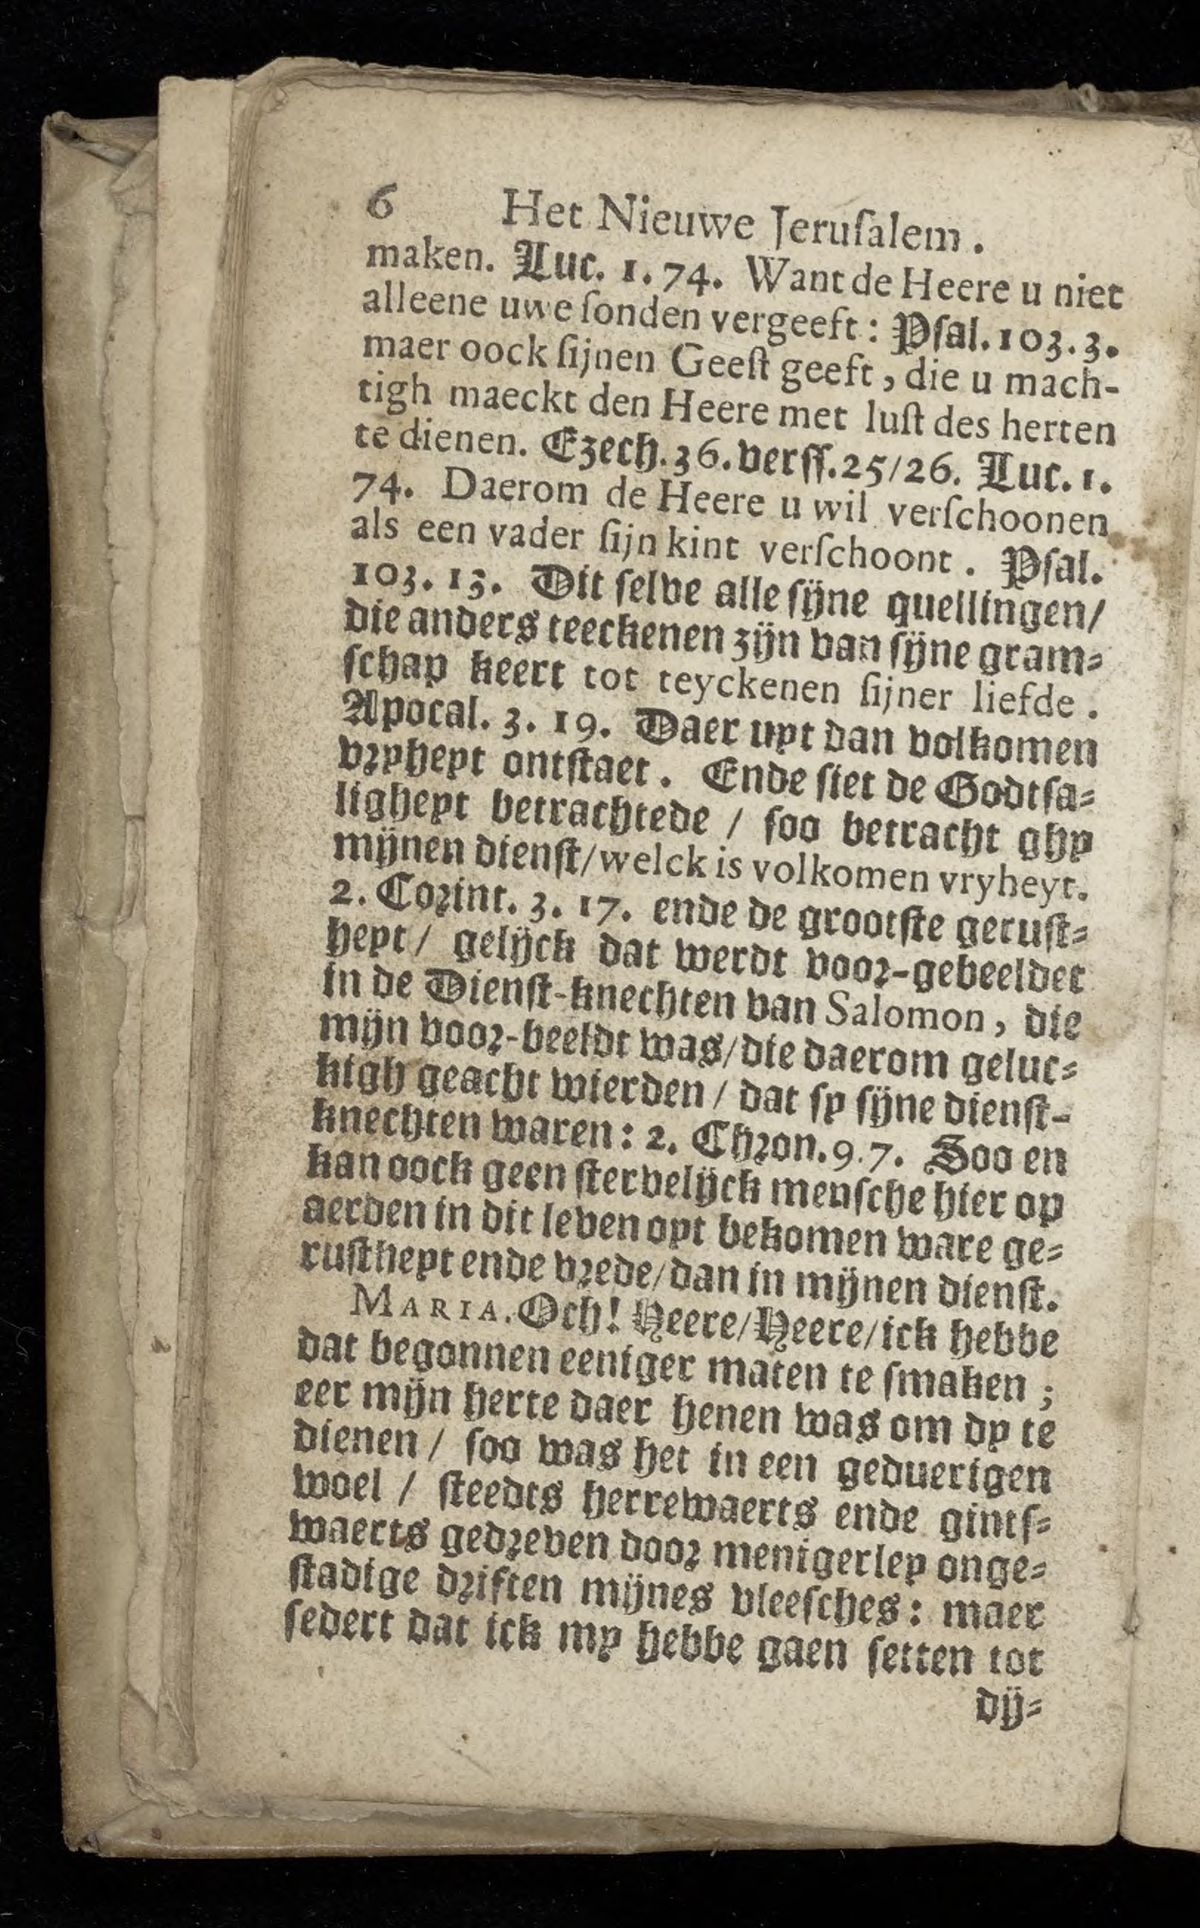 6 Het Nieuwe Jeruſalem.
maken. Luc. 1. 74. Want de Heere u niet
alleene uwe ſonden vergeeft: Pſal. 103. 3.
maer oock ſijnen Geeſt geeft, die u mach-
tigh maeckt den Heere met luſt des herten
te dienen. Ezech. 36. verſſ. 25/26. Luc. 1.
74. Daerom de Heere u wil verſchoonen
als een vader ſijn kint verſchoont. Pſal.
103. 13. Dit ſelve alle ſijne quellingen/
die anders teeckenen zijn van ſijne gram-
ſchap keert tot teyckenen ſijner liefde.
Apocal. 3. 19. Daer uyt dan volkomen
vryheyt ontſtaet. Ende ſiet de Godtſa-
ligheyt betrachtede / ſoo betracht ghy
mijnen dienſt/ welck is volkomen vryheyt.
2. Corint. 3. 17. ende de grootſte geruſt-
heyt/ gelijck dat werdt voor-gebeeldet
in de Dienſt-knechten van Salomon, die
mijn voor-beeldt was/ die daerom geluc-
kigh geacht wierden / dat ſy ſijne dienſt-
knechten waren: 2. Chron. 9. 7. Soo en
kan oock geen ſtervelijck menſche hier op
aerden in dit leven oyt bekomen ware ge-
ruſtheyt ende vrede/ dan in mijnen dienſt.
MARIA. Och! Heere/ Heere/ ick hebbe
dat begonnen eeniger maten te ſmaken;
eer mijn herte daer henen was om dy te
dienen / ſoo was het in een geduerigen
woel / ſteedts herrewaerts ende gintſ-
waerts gedreven door menigerley onge-
ſtadige driften mijnes vleeſches: maer
ſedert dat ick my hebbe gaen ſetten tot
dij-